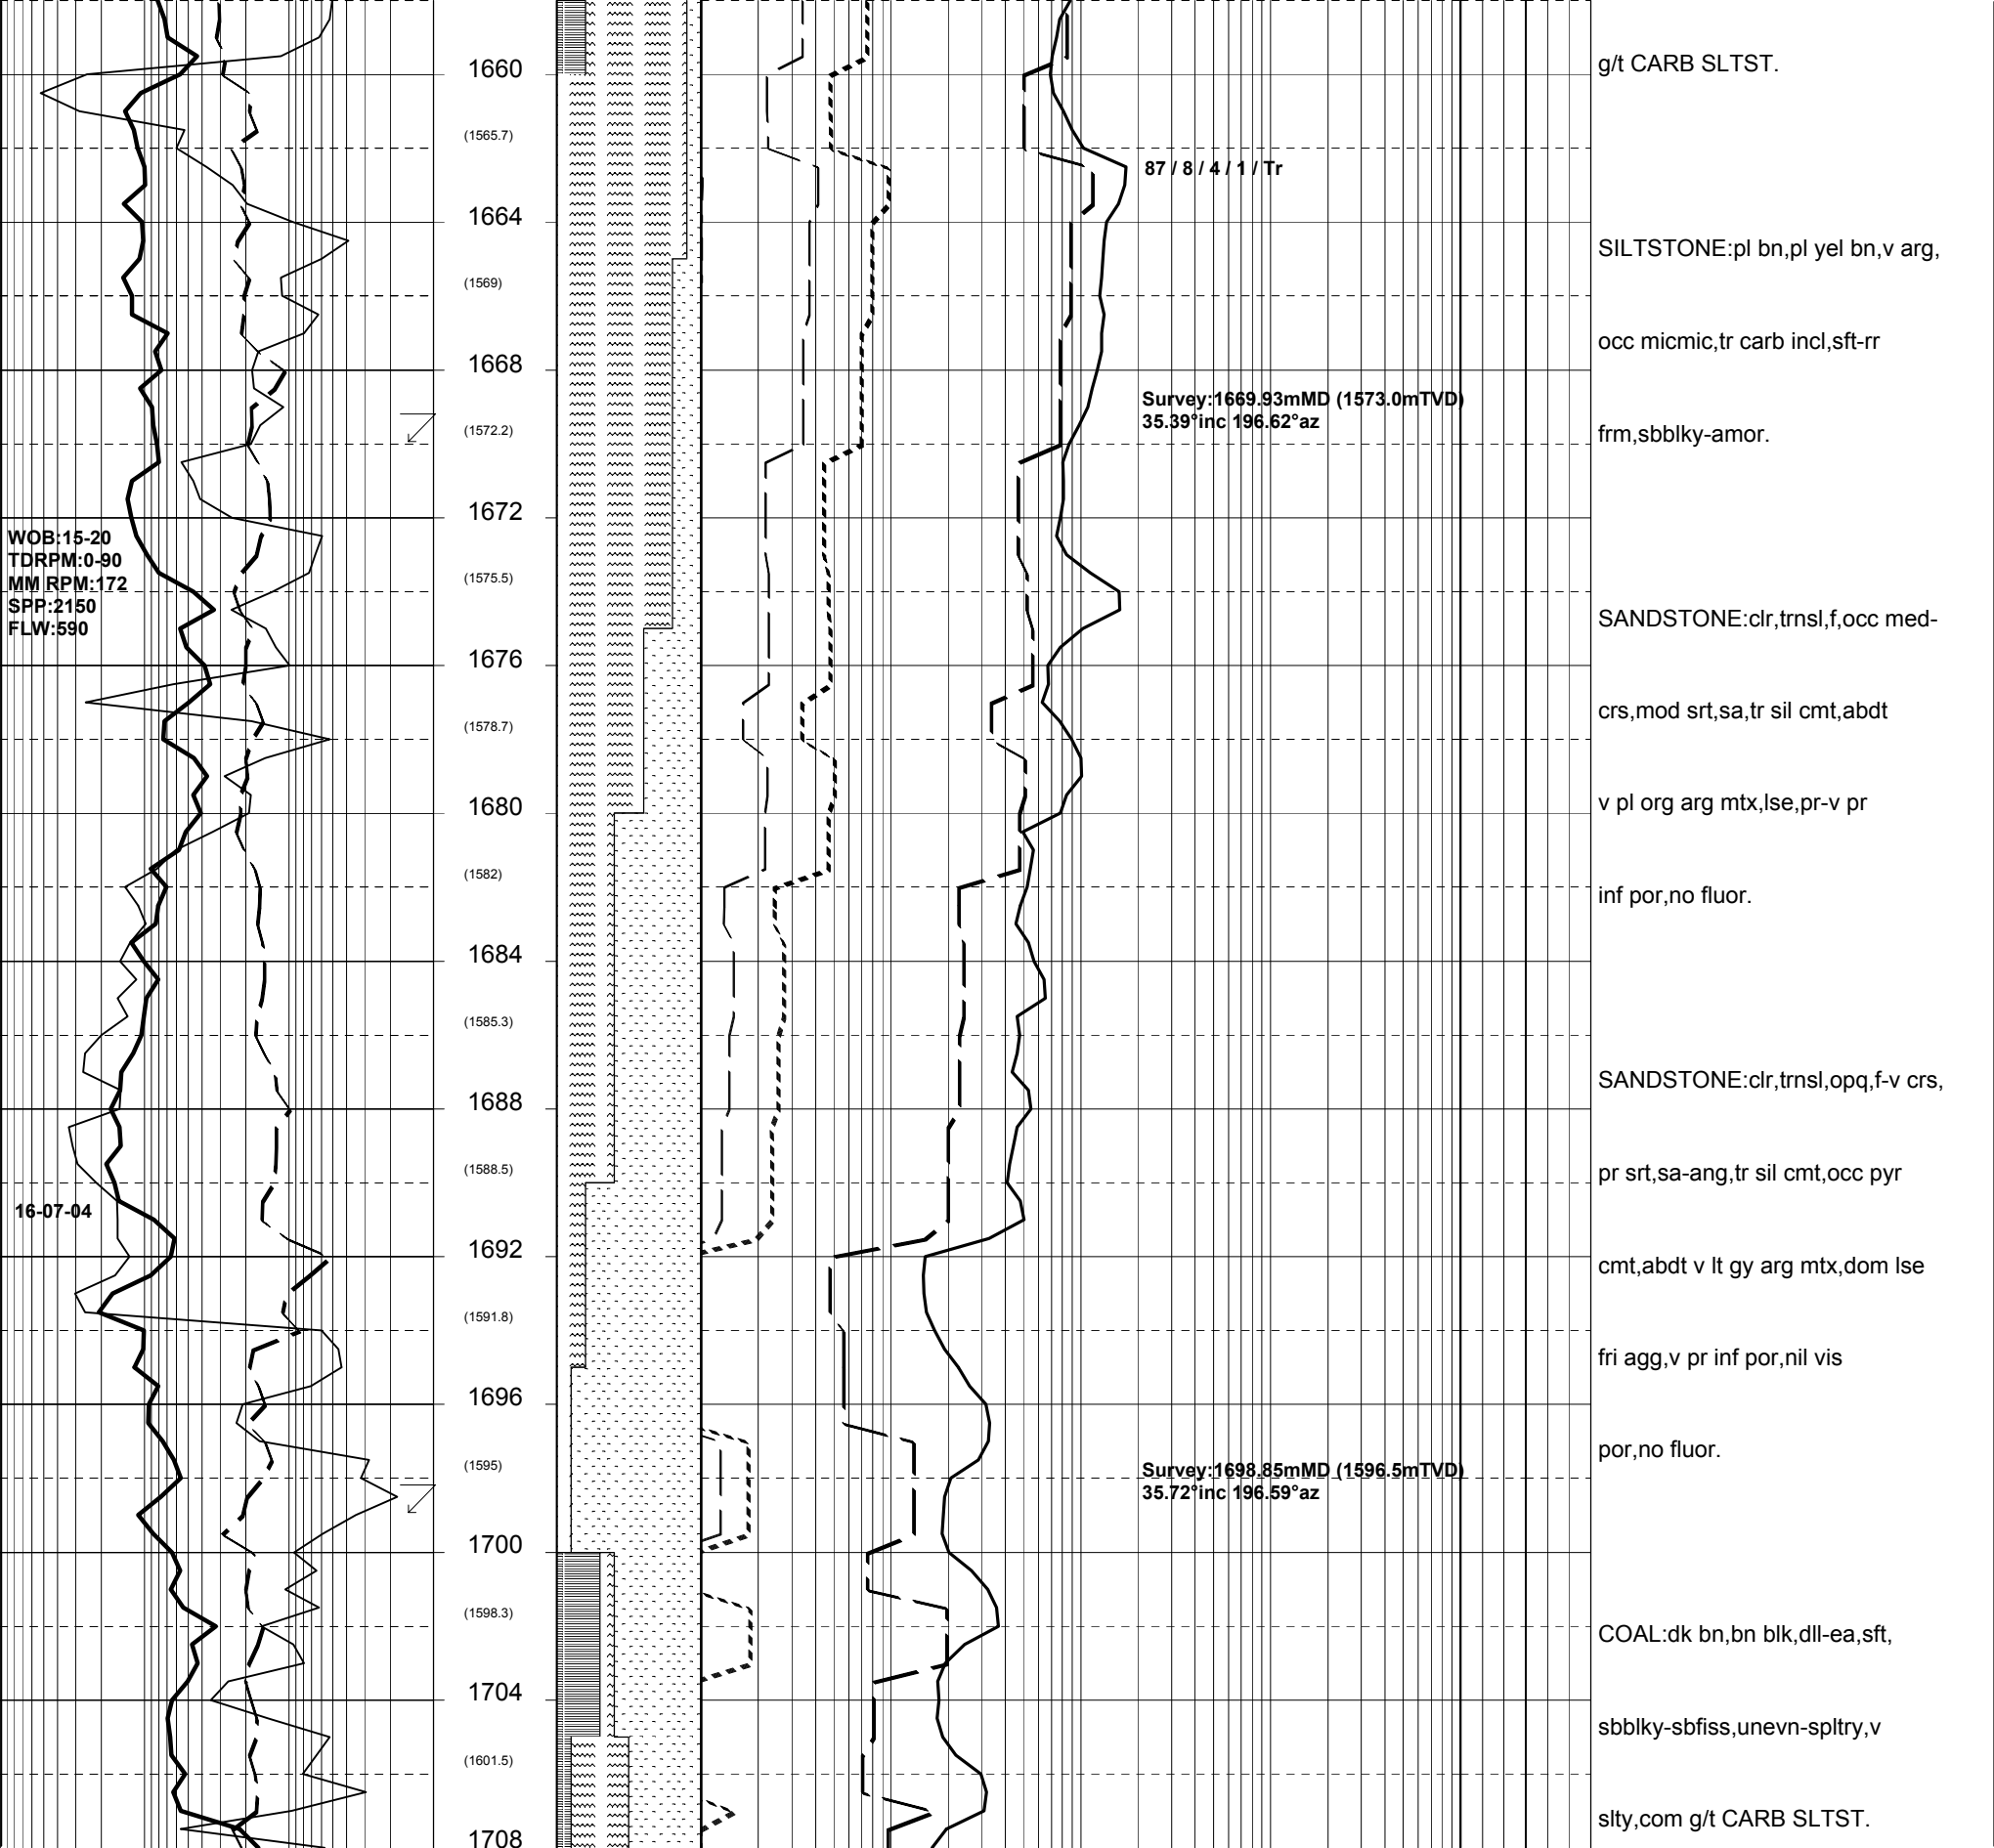 g/t CARB SLTST.
1660
(1565.7)
87 / 8 / 4 / 1 / Tr
1664
SILTSTONE:pl bn,pl yel bn,v arg,
(1569)
occ micmic,tr carb incl,sft-rr
1668
Survey:1669.93mMD (1573.0mTVD)
35.39°inc 196.62°az
(1572.2)
frm,sbblky-amor.
1672
WOB:15-20
TDRPM:0-90
MM RPM:172
SPP:2150
FLW:590
(1575.5)
SANDSTONE:clr,trnsl,f,occ med-
1676
crs,mod srt,sa,tr sil cmt,abdt
(1578.7)
1680
v pl org arg mtx,lse,pr-v pr
(1582)
inf por,no fluor.
1684
(1585.3)
SANDSTONE:clr,trnsl,opq,f-v crs,
1688
(1588.5)
pr srt,sa-ang,tr sil cmt,occ pyr
16-07-04
1692
cmt,abdt v lt gy arg mtx,dom lse
(1591.8)
fri agg,v pr inf por,nil vis
1696
por,no fluor.
(1595)
Survey:1698.85mMD (1596.5mTVD)
35.72°inc 196.59°az
1700
(1598.3)
COAL:dk bn,bn blk,dll-ea,sft,
1704
sbblky-sbfiss,unevn-spltry,v
(1601.5)
slty,com g/t CARB SLTST.
1708